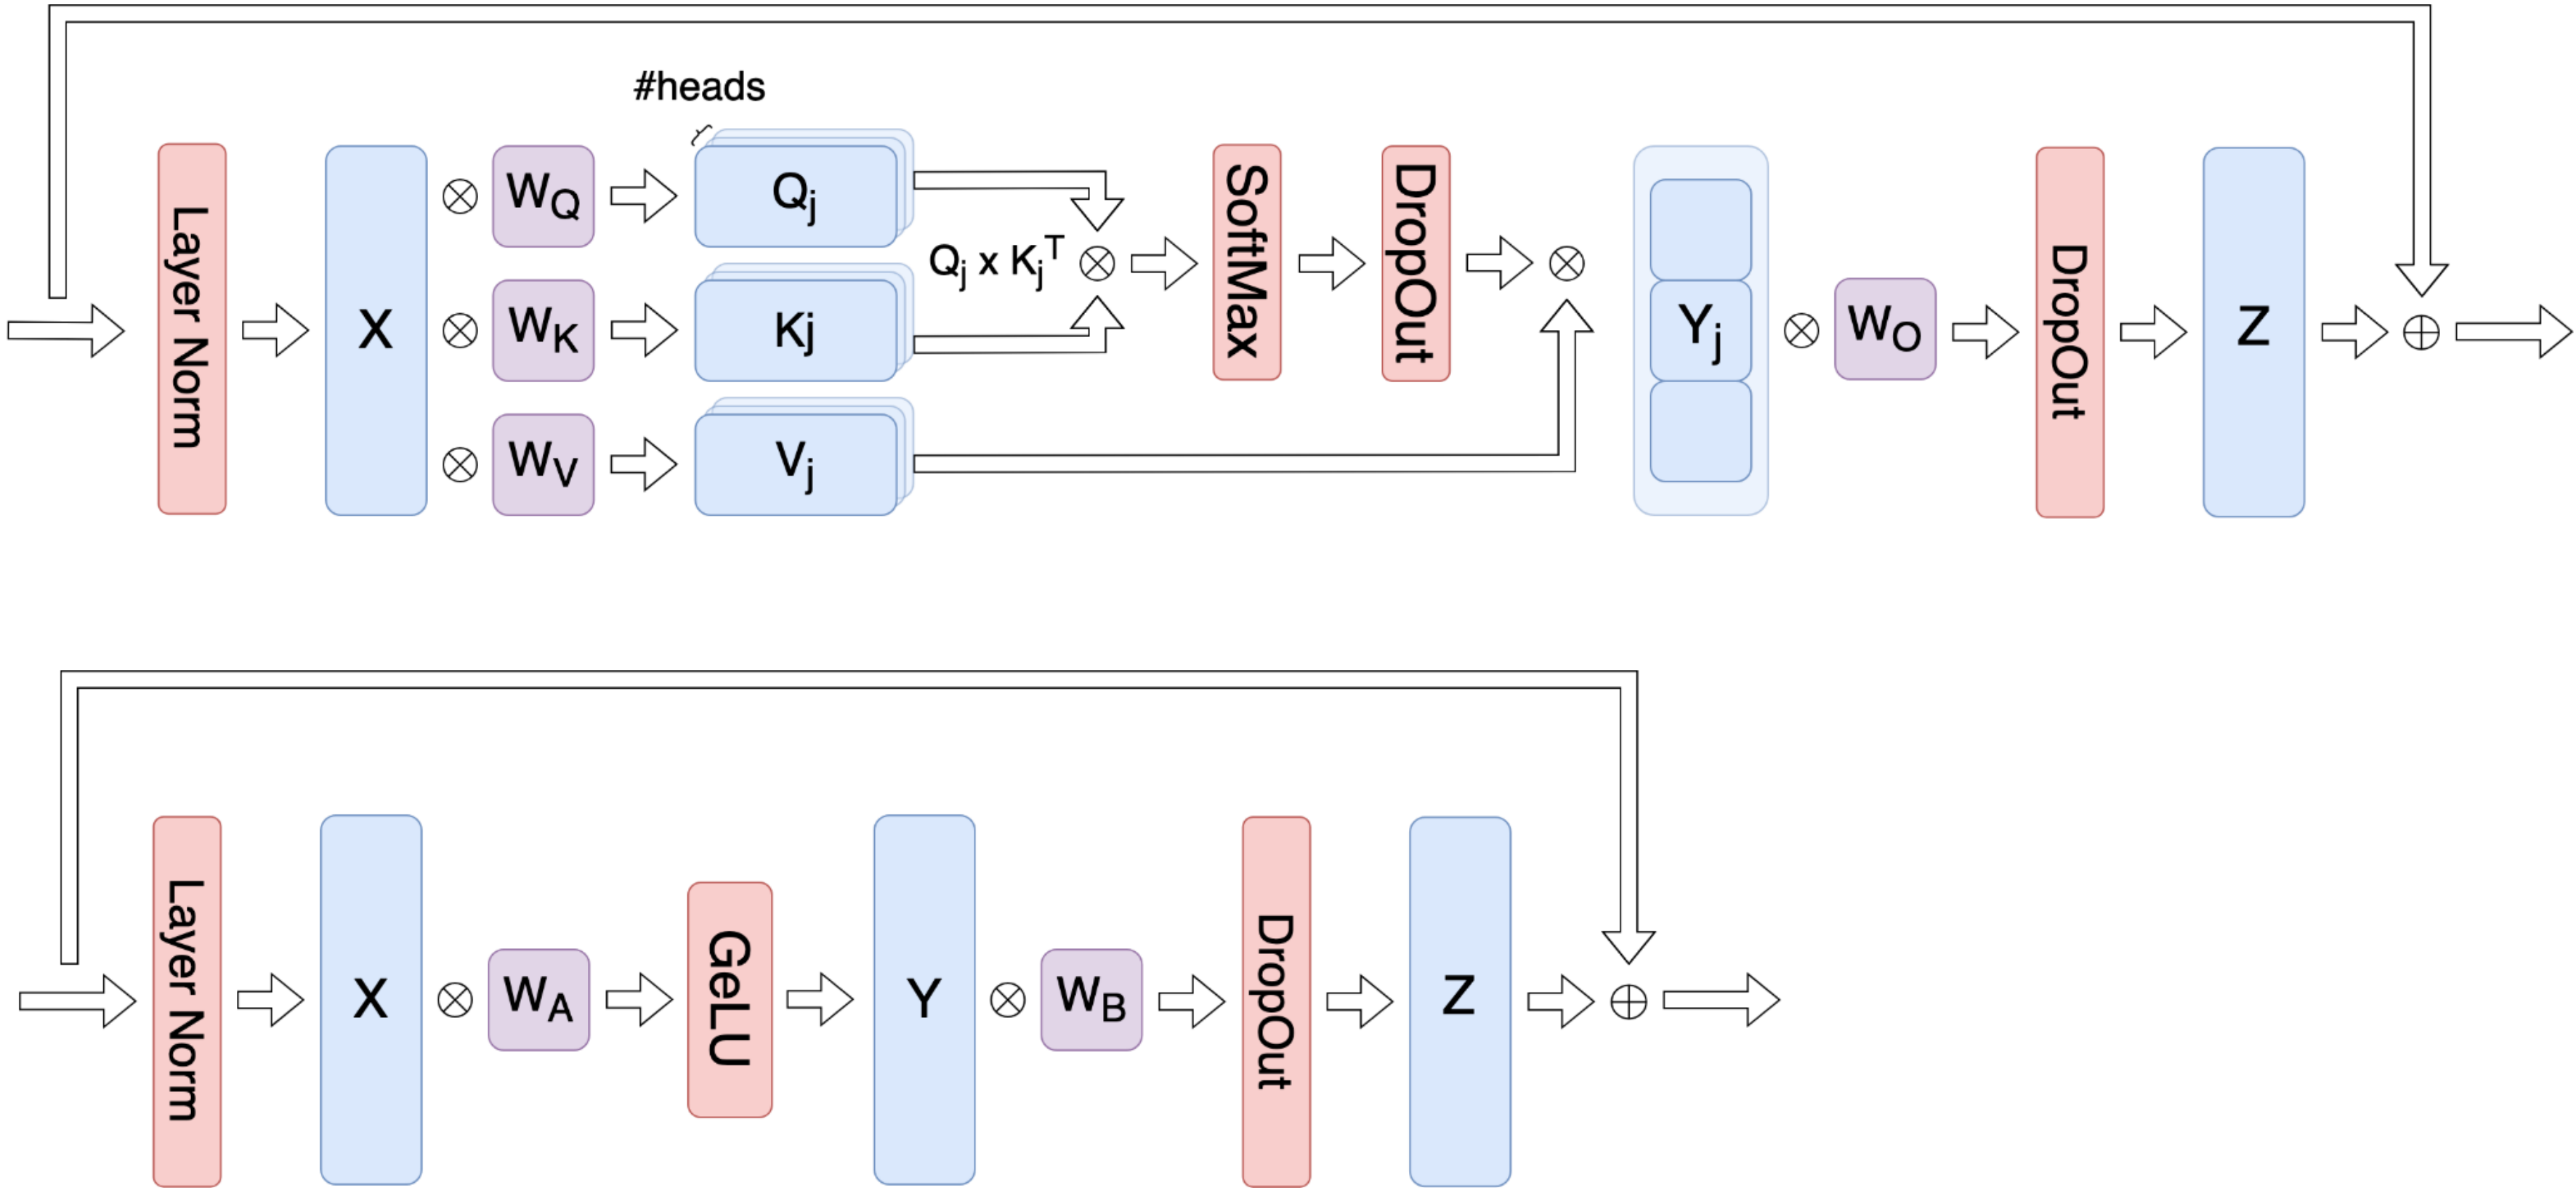 #heads
Layer Norm
X
WQ
Qj
WK
Kj
WV
Vj
Qj x KjT
SoftMax
DropOut
Yj
WO
DropOut
Z
Layer Norm
X
WA
GeLU
Y
WB
DropOut
Z